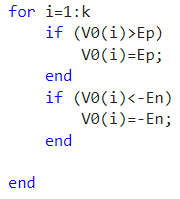 for i=1:k
if (V0(i)>Ep)
V0(i)=Ep;
end
if (V0(i)<-En)
V0(i)=-En;
end
end